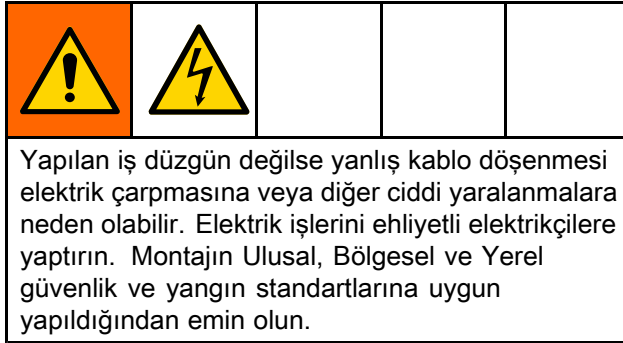 Yapılan iş düzgün değilse yanlış kablo döşenmesi
elektrik çarpmasına veya diğer ciddi yaralanmalara
neden olabilir. Elektrik işlerini ehliyetli elektrikçilere
yaptırın. Montajın Ulusal, Bölgesel ve Yerel
güvenlik ve yangın standartlarına uygun
yapıldığından emin olun.